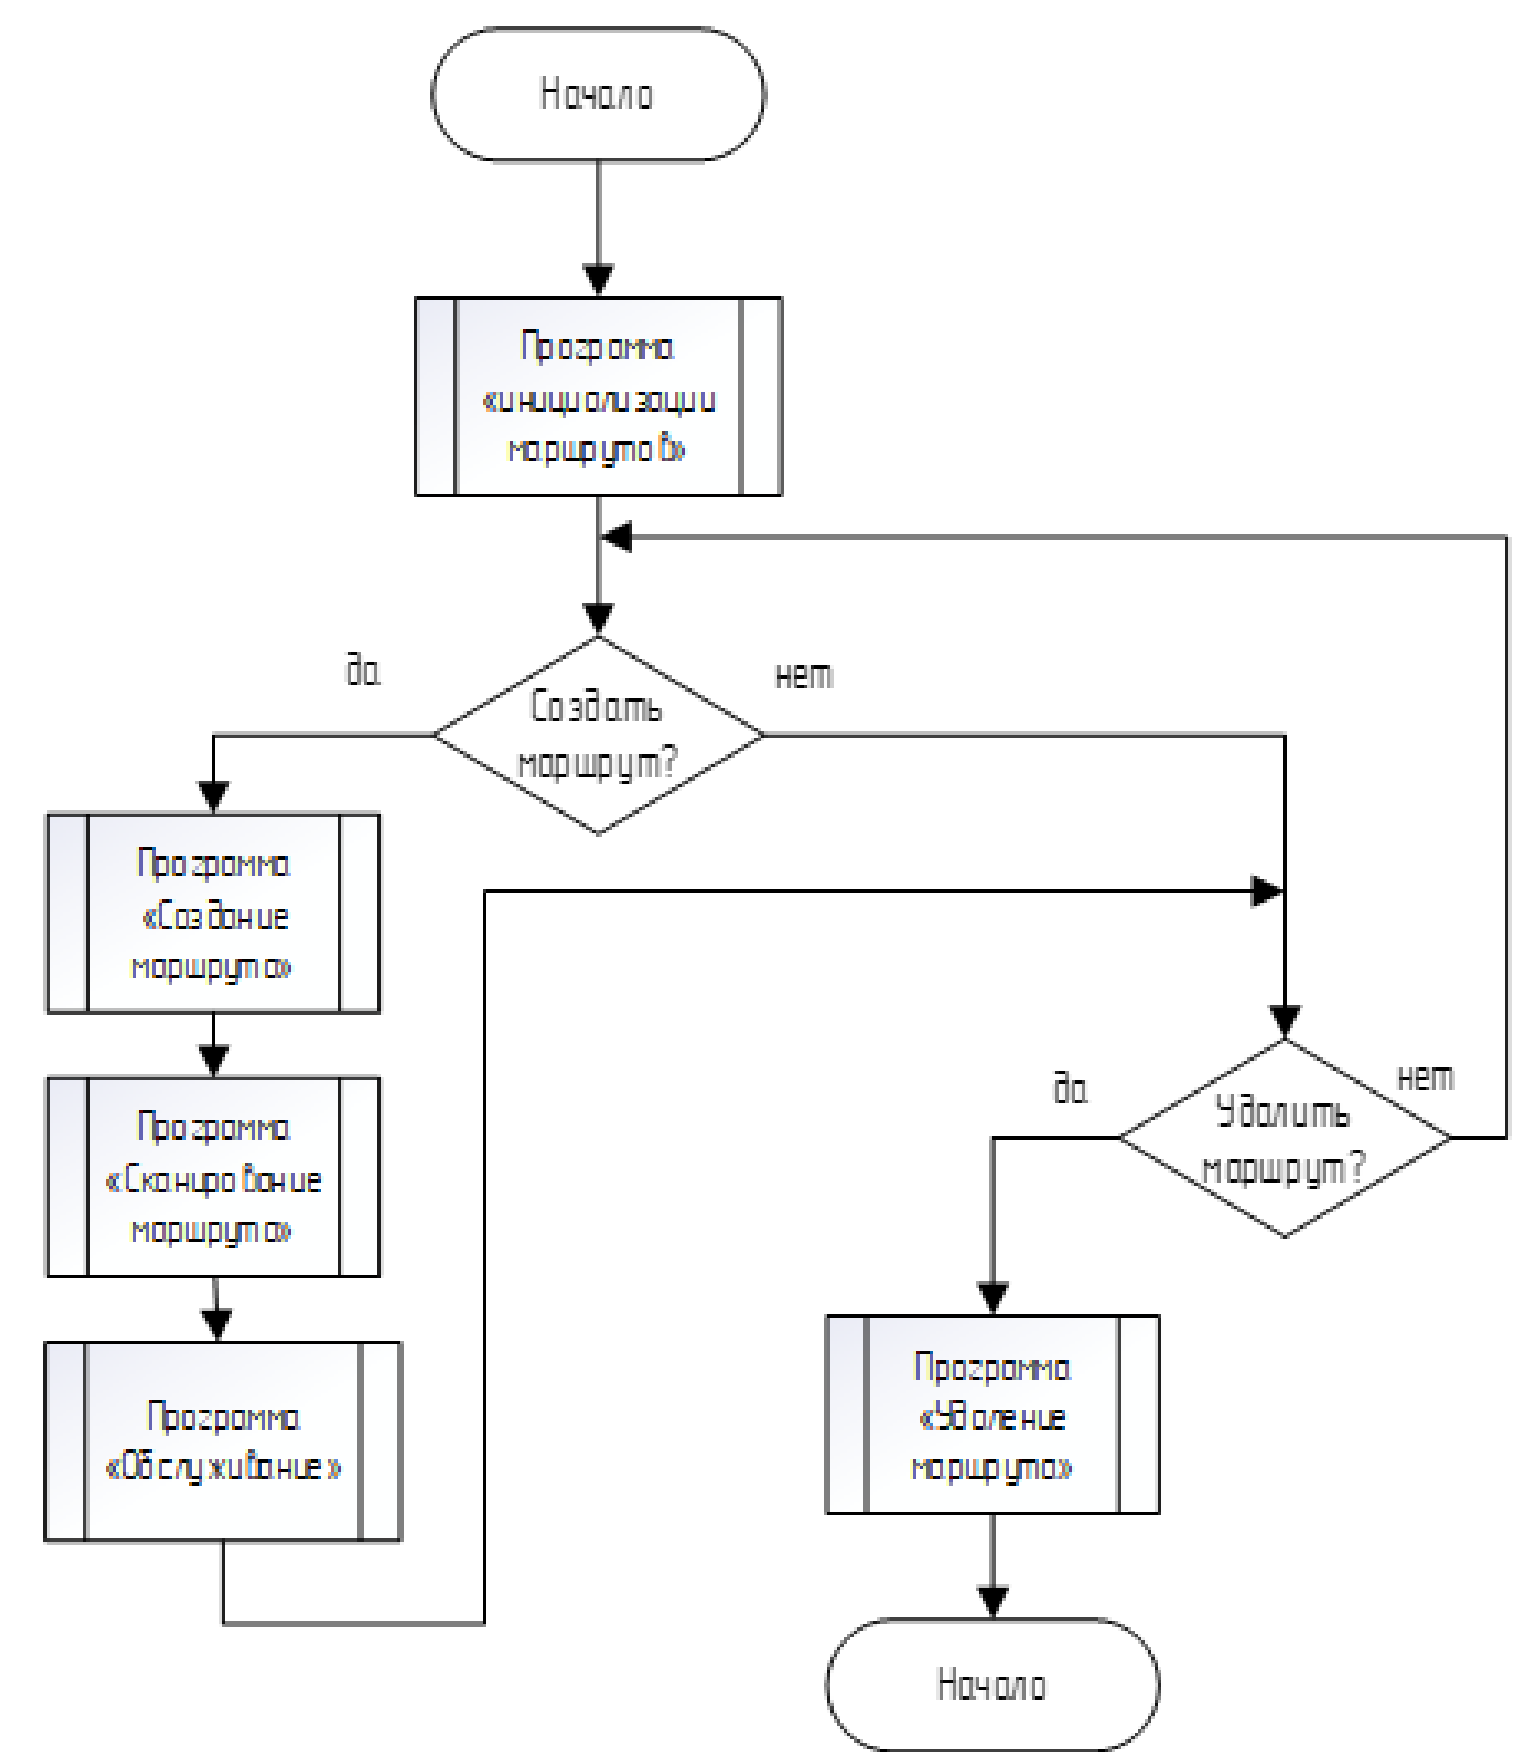 Начало
Программа
«инициализации
маршрутов»
да
нет
Создать
маршрут?
Программа
«Создание
маршрута»
Программа
«Сканирование
маршрута»
Программа
«Обслуживание»
да
нет
Удалить
маршрут?
Программа
«Удаление
маршрута»
Начало